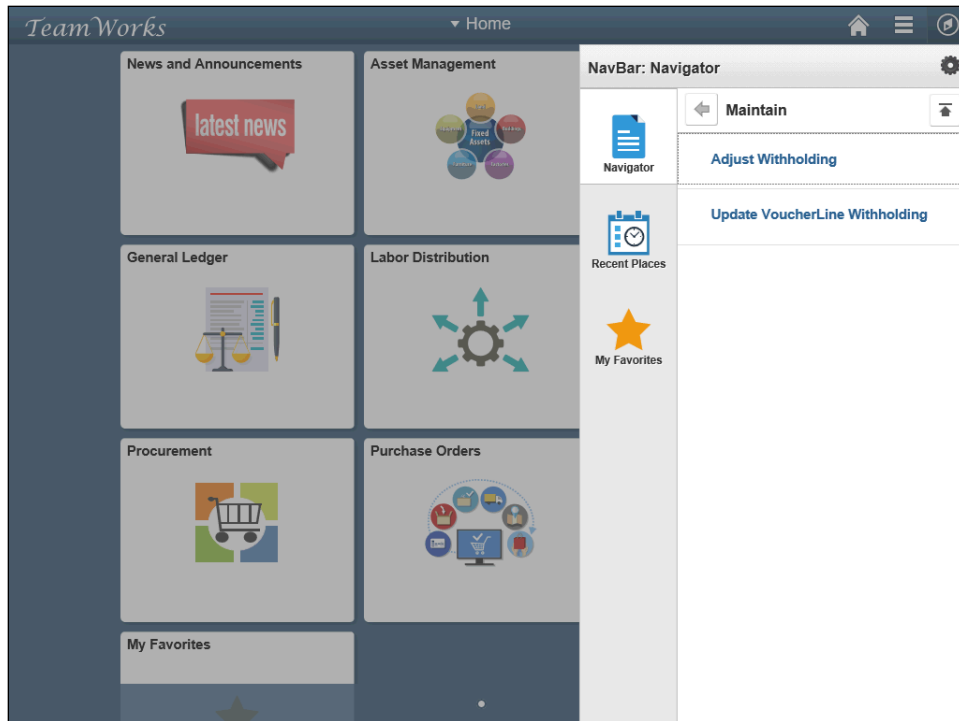 TeamWorks
Home
News and Announcements
latest news
Asset Management
Fixed
Assets
General Ledger
Labor Distribution
Procurement
Purchase Orders
My Favorites
NavBar: Navigator
Navigator
Recent Places
My Favorites
Maintain
Adjust Withholding
Update VoucherLine Withholding